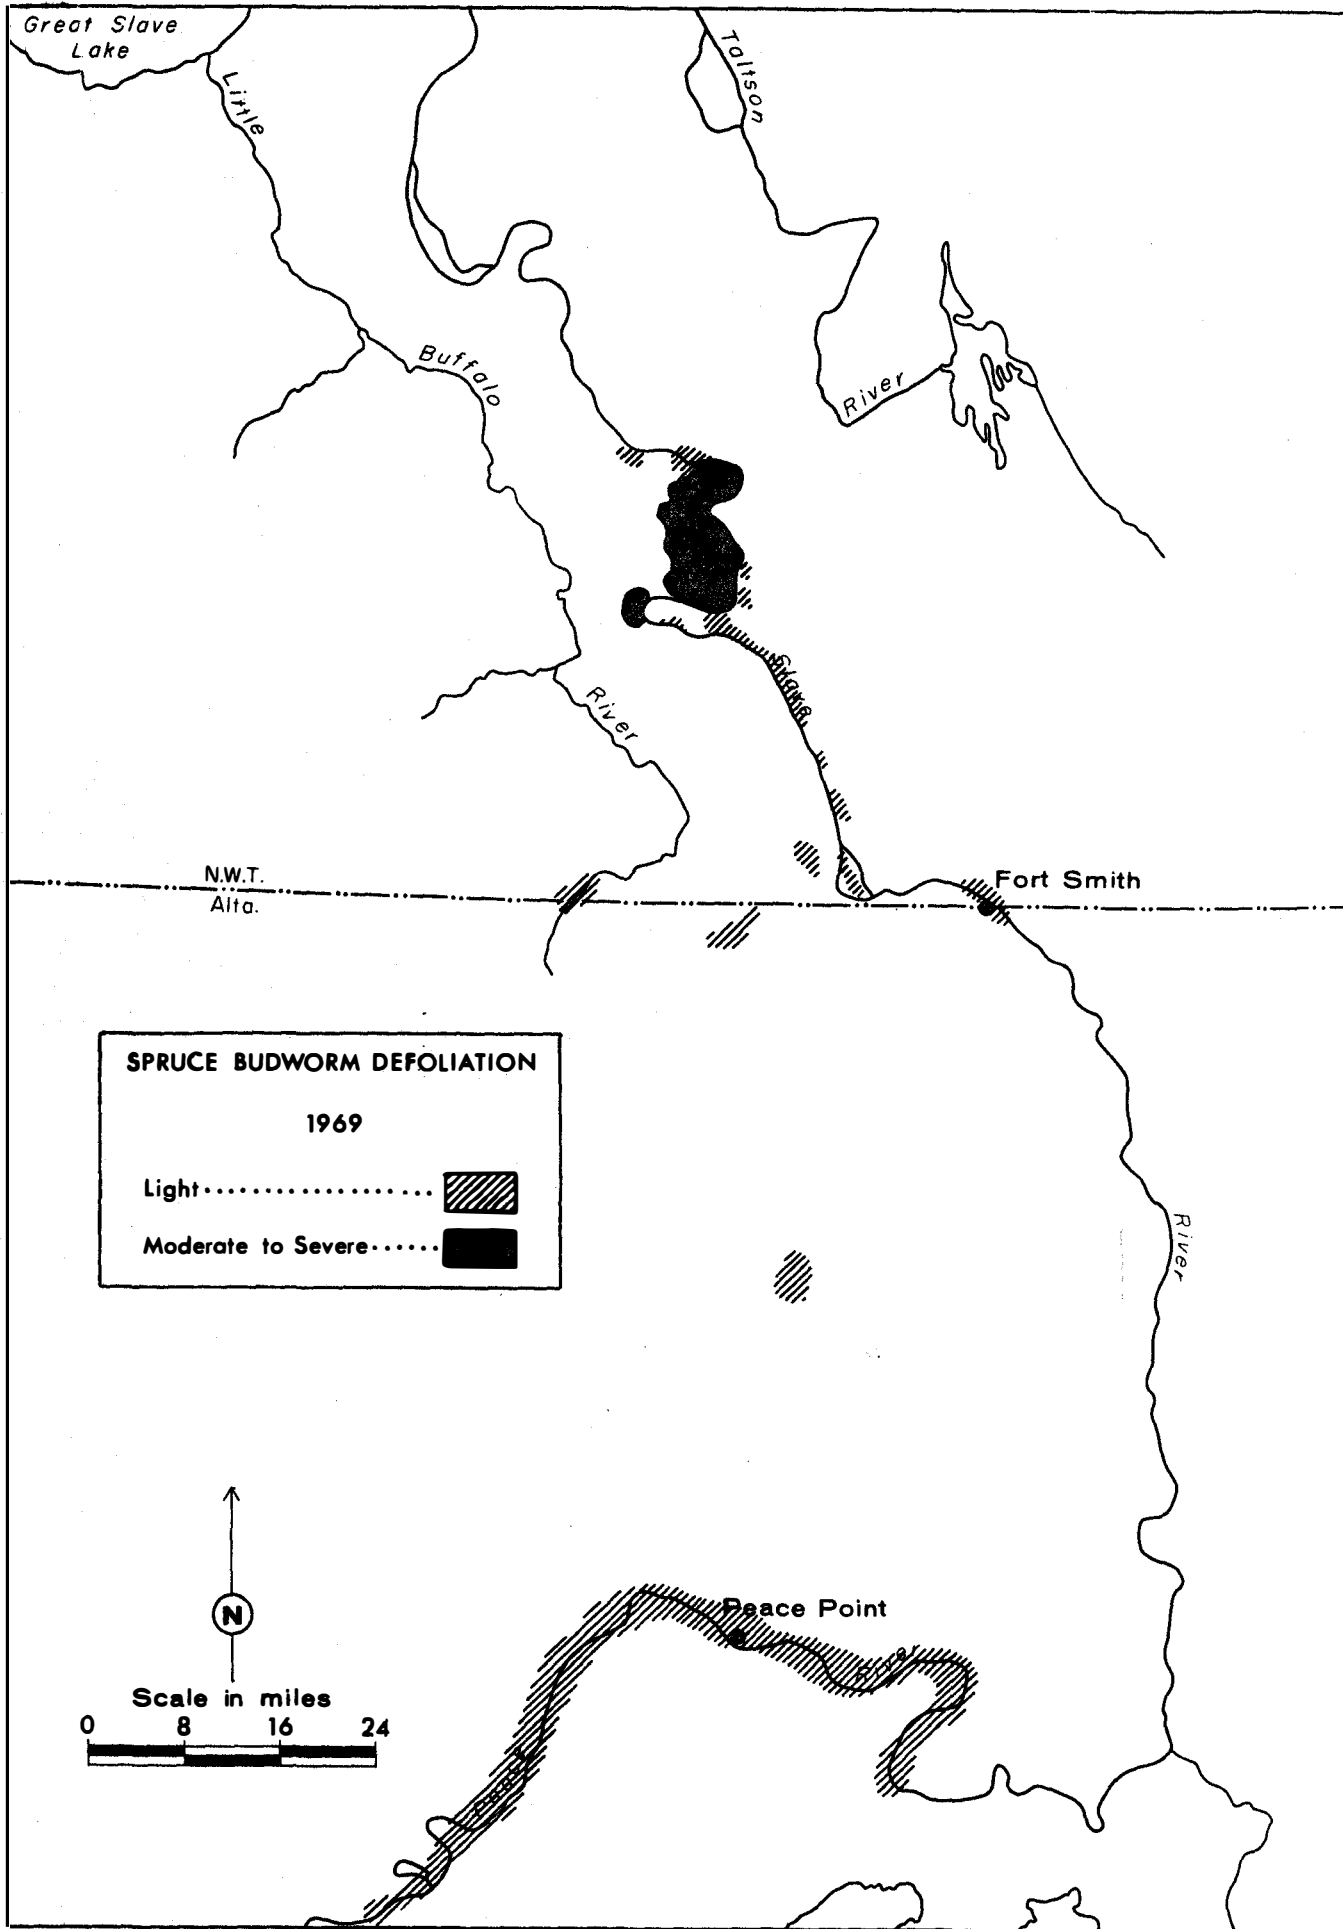 Great Slave
Lake
Little
Taltson
Buffalo
River
Slave
River
N.W.T.
Alta.
Fort Smith
SPRUCE BUDWORM DEFOLIATION
1969
Light
Moderate to Severe
River
N
Peace Point
River
Scale in miles
0 8 16 24
Peace